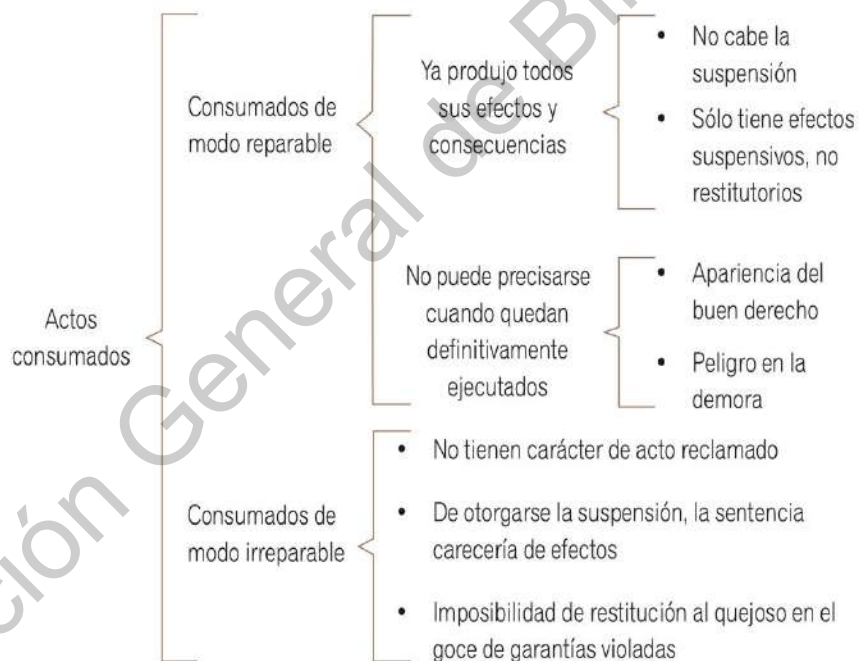 Actos
consumados
Consumados de
modo reparable
Ya produjo todos
sus efectos y
consecuencias
• No cabe la
suspensión
• Sólo tiene efectos
suspensivos, no
restitutorios
No puede precisarse
cuando quedan
definitivamente
ejecutados
• Apariencia del
buen derecho
• Peligro en la
demora
Consumados de
modo irreparable
• No tienen carácter de acto reclamado
• De otorgarse la suspensión, la sentencia
carecería de efectos
• Imposibilidad de restitución al quejoso en el
goce de garantías violadas
General de